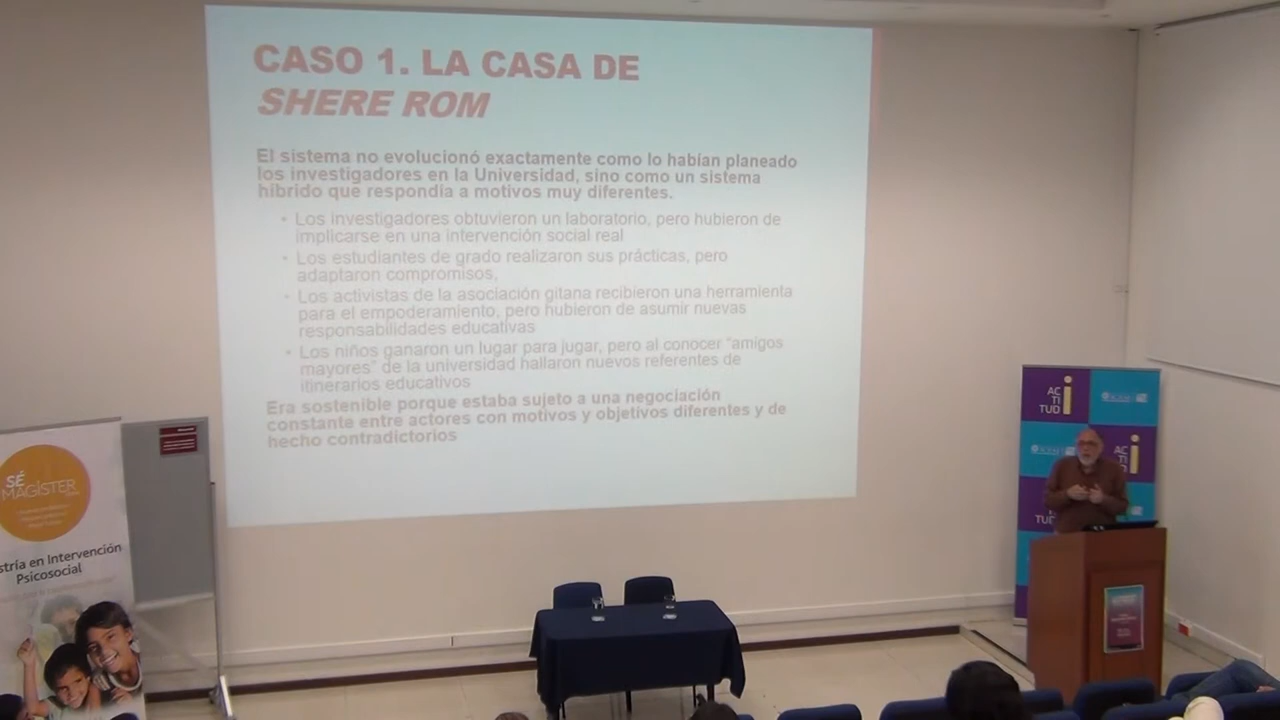 CASO 1. LA CASA DE
SHERE ROM
El sistema no evolucionó exactamente como lo habían planeado
los investigadores en la Universidad, sino como un sistema
híbrido que respondía a motivos muy diferentes.
• Los investigadores obtuvieron un laboratorio, pero hubieron de
implicarse en una intervención social real
• Los estudiantes de grado realizaron sus prácticas, pero
adaptaron compromisos.
• Los activistas de la asociación gitana recibieron una herramienta
para el empoderamiento, pero hubieron de asumir nuevas
responsabilidades educativas
• Los niños ganaron un lugar para jugar, pero al conocer "amigos
mayores" de la universidad hallaron nuevos referentes de
itinerarios educativos
Era sostenible porque estaba sujeto a una negociación
constante entre actores con motivos y objetivos diferentes y de
hecho contradictorios
SÉ
MAGÍSTER
stría en Intervención
Psicosocial
AC
TI
TUD
i
AC
TI
i
TUD